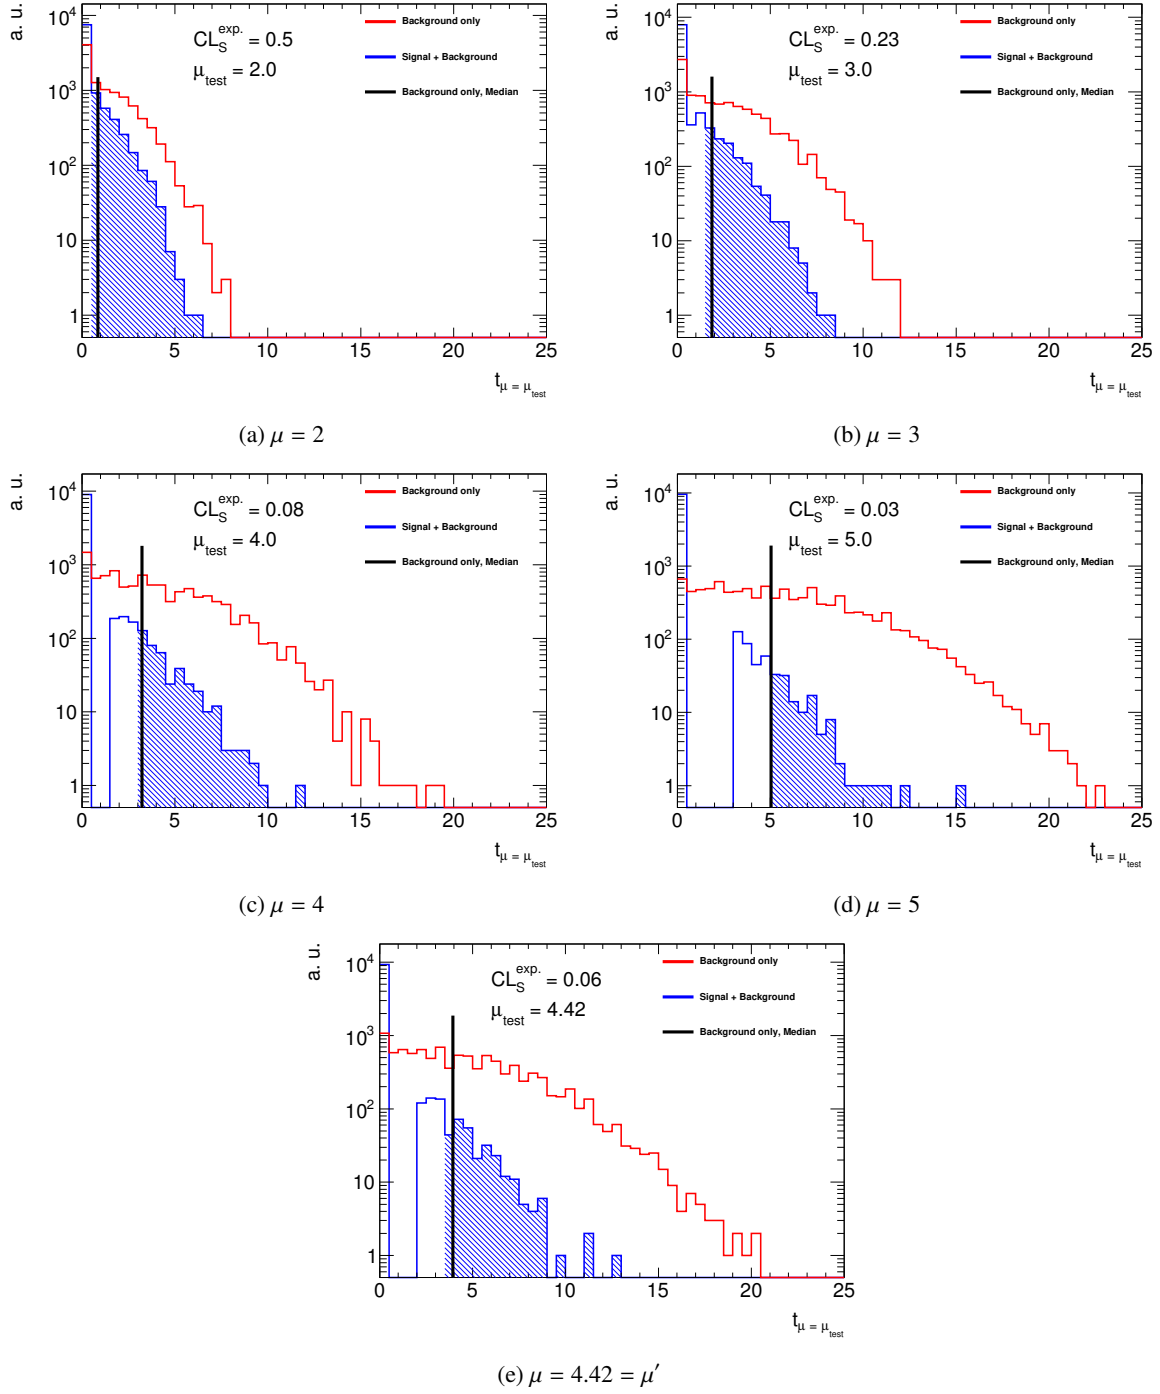 a. u.
10^4
10^3
10^2
10
1
CL_S^exp. = 0.5
μ_test = 2.0
Background only
Signal + Background
Background only, Median
0 5 10 15 20 25
t_μ = μ_test
(a) μ = 2
a. u.
10^4
10^3
10^2
10
1
CL_S^exp. = 0.23
μ_test = 3.0
Background only
Signal + Background
Background only, Median
0 5 10 15 20 25
t_μ = μ_test
(b) μ = 3
a. u.
10^4
10^3
10^2
10
1
CL_S^exp. = 0.08
μ_test = 4.0
Background only
Signal + Background
Background only, Median
0 5 10 15 20 25
t_μ = μ_test
(c) μ = 4
a. u.
10^4
10^3
10^2
10
1
CL_S^exp. = 0.03
μ_test = 5.0
Background only
Signal + Background
Background only, Median
0 5 10 15 20 25
t_μ = μ_test
(d) μ = 5
a. u.
10^4
10^3
10^2
10
1
CL_S^exp. = 0.06
μ_test = 4.42
Background only
Signal + Background
Background only, Median
0 5 10 15 20 25
t_μ = μ_test
(e) μ = 4.42 = μ′